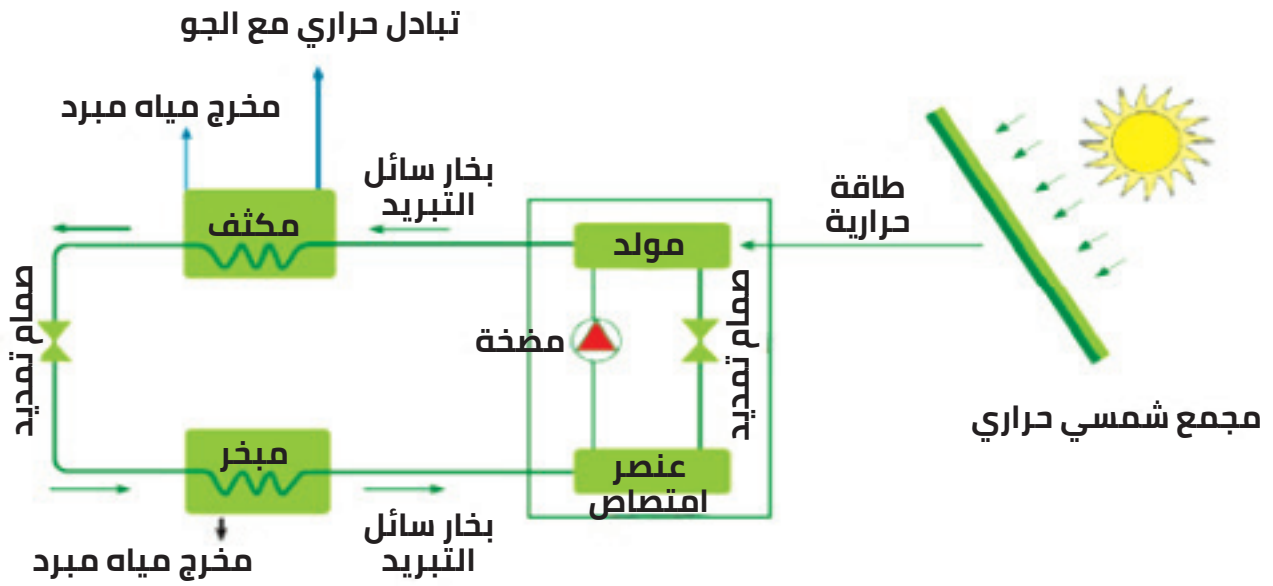 تبادل حراري مع الجو
مخرج مياه مبرد
بخار سائل
التبريد
طاقة
حرارية
مكثف
مولد
صمام تمديد
مضخة
صمام تمديد
مجمع شمسي حراري
مبخر
عنصر
امتصاص
بخار سائل
التبريد
مخرج مياه مبرد